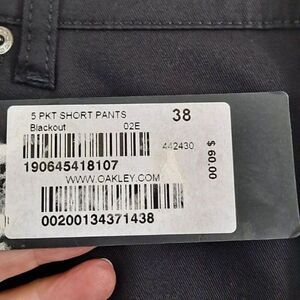 5 PKT SHORT PANTS 38
Blackout 02E
442430
190645418107
$ 60.00
WWW.OAKLEY.COM
00200134371438